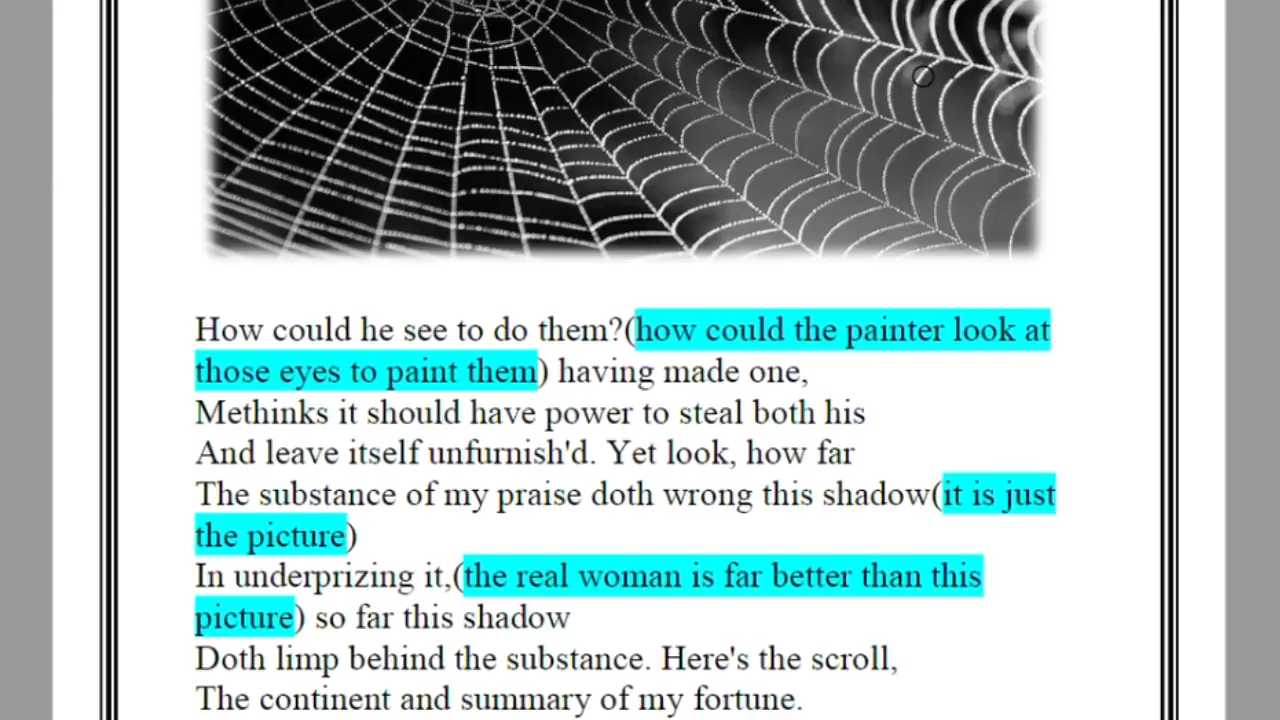 How could he see to do them?(how could the painter look at
those eyes to paint them) having made one,
Methinks it should have power to steal both his
And leave itself unfurnish'd. Yet look, how far
The substance of my praise doth wrong this shadow(it is just
the picture)
In underprizing it,(the real woman is far better than this
picture) so far this shadow
Doth limp behind the substance. Here's the scroll,
The continent and summary of my fortune.